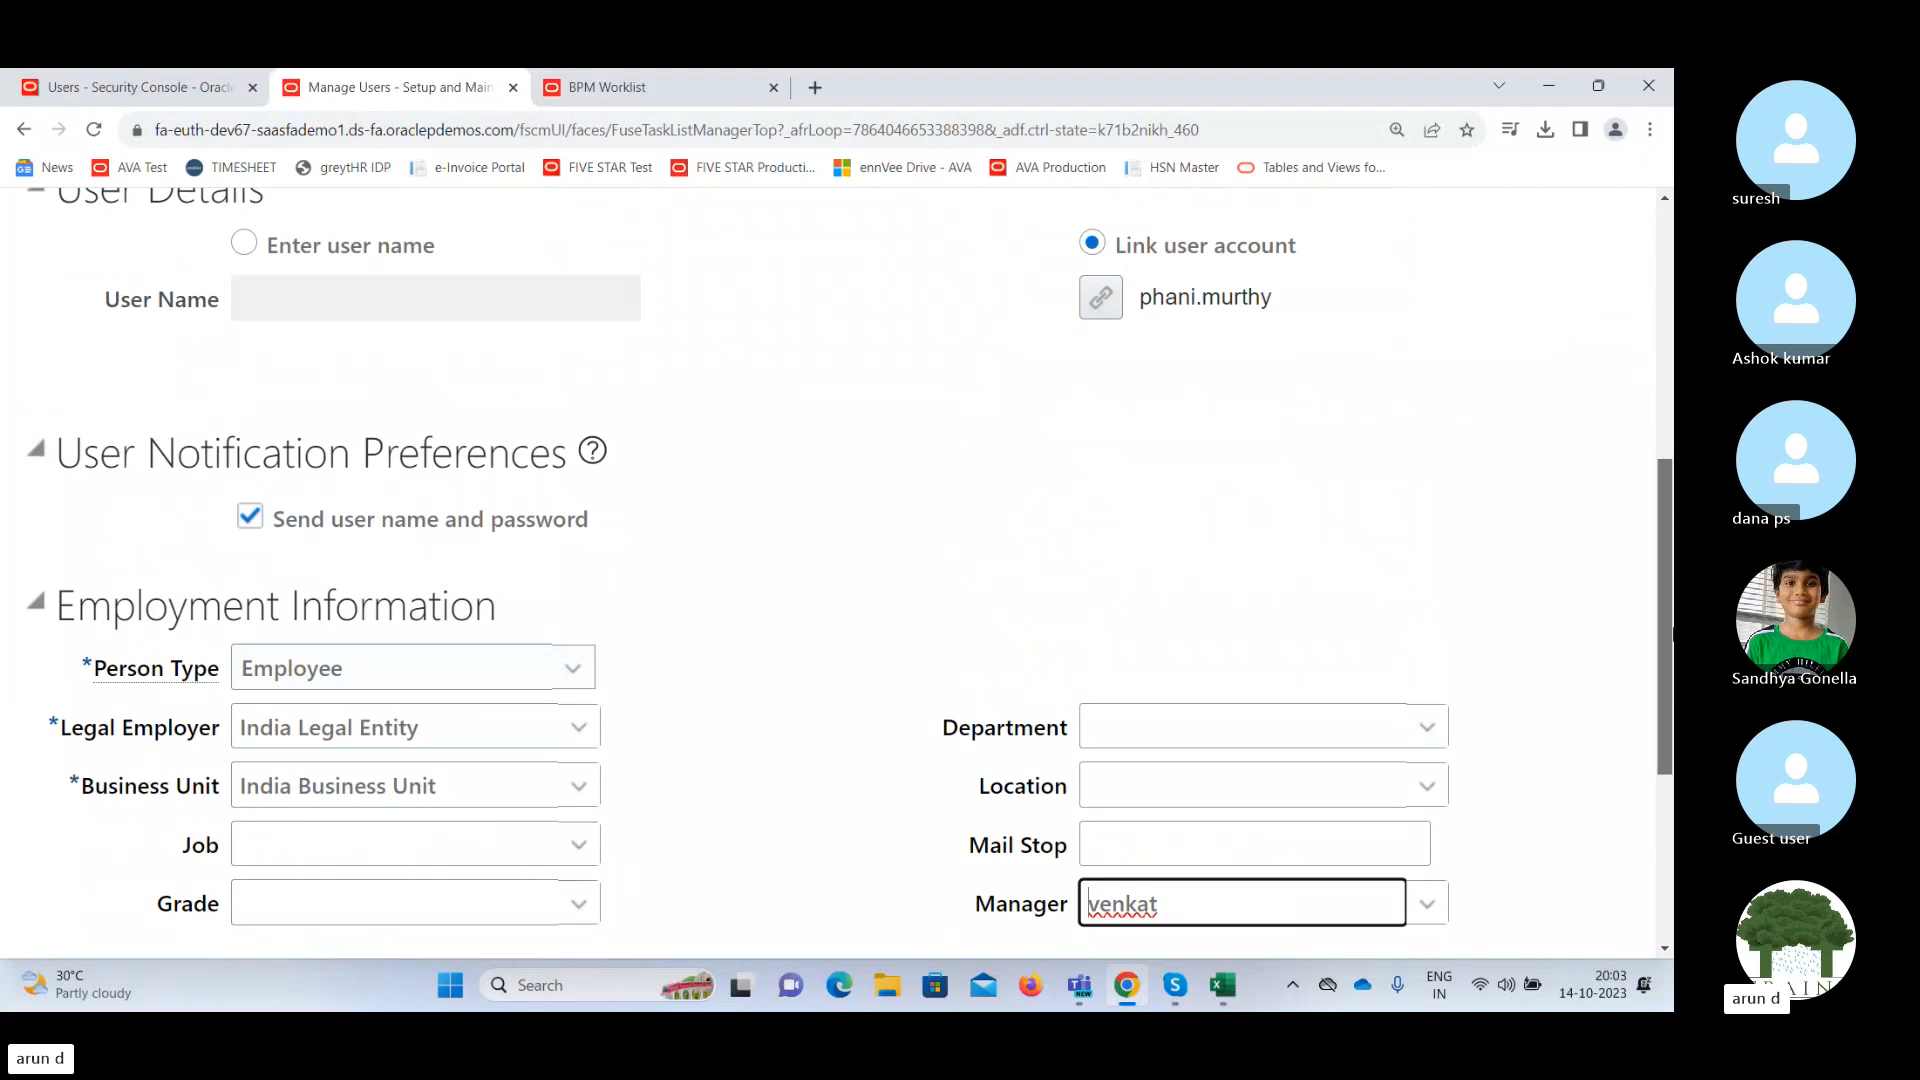 Users - Security Console - Oracl
Manage Users - Setup and Main
BPM Worklist
fa-euth-dev67-saasfademo1.ds-fa.oraclepdemos.com/fscmUI/faces/FuseTaskListManagerTop?_afrLoop=78640466533883988&_adf.ctrl-state=k71b2nikh_460
News
AVA Test
TIMESHEET
greytHR IDP
e-Invoice Portal
FIVE STAR Test
FIVE STAR Producti...
ennVee Drive - AVA
AVA Production
HSN Master
Tables and Views fo...
User Details
Enter user name
Link user account
User Name
phani.murthy
User Notification Preferences
Send user name and password
Employment Information
*Person Type Employee
*Legal Employer India Legal Entity
Department
*Business Unit India Business Unit
Location
Job
Mail Stop
Grade
Manager venkat
30°C
Partly cloudy
Search
ENG
IN
20:03
14-10-2023
suresh
Ashok kumar
dana ps
Sandhya Gonella
Guest user
arun d
arun d